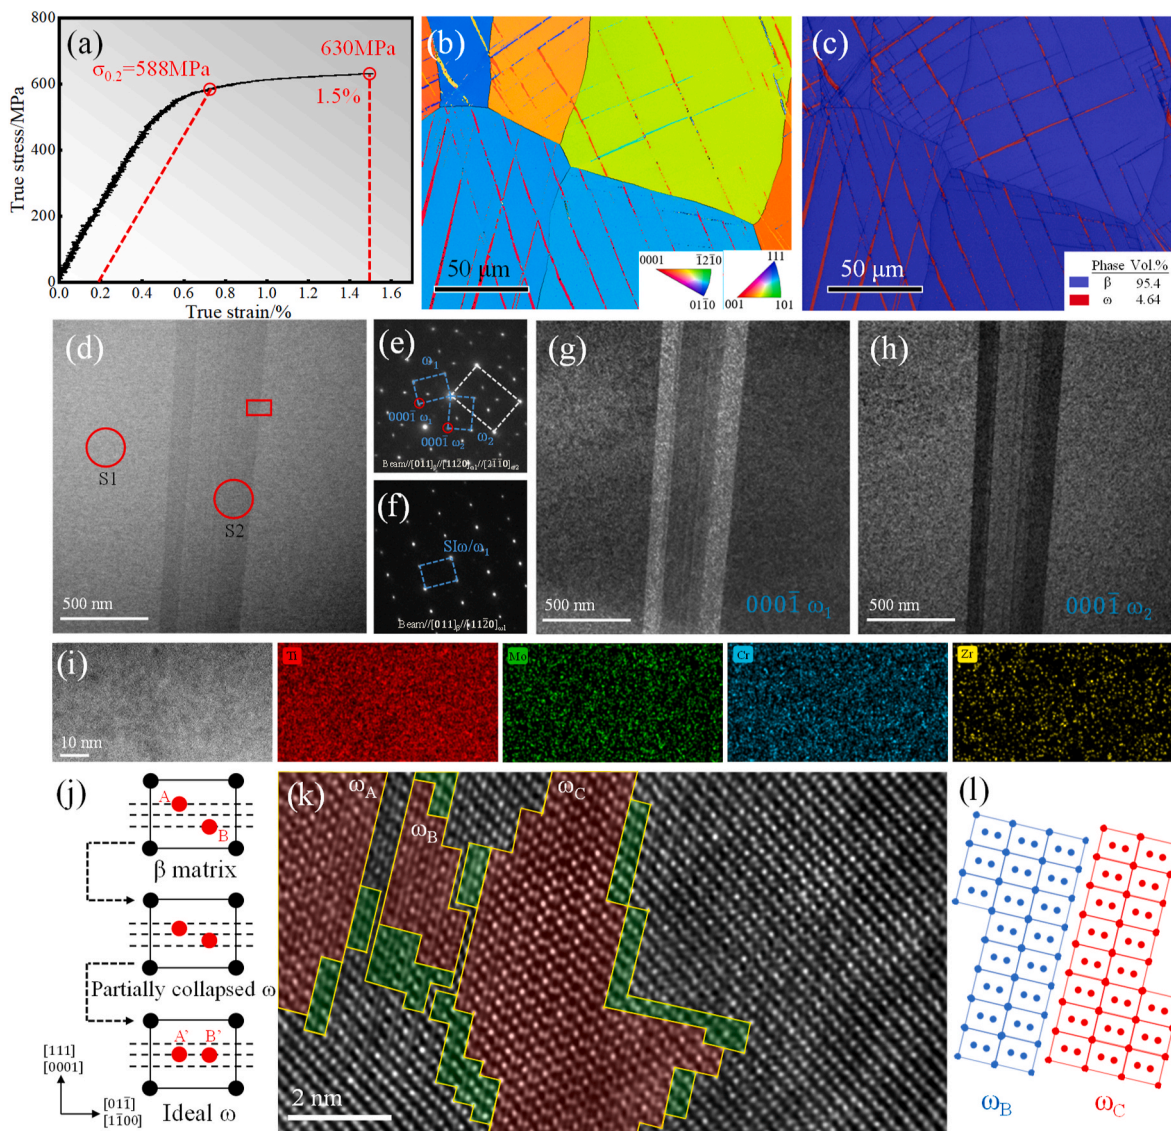 (a)
800
600
400
200
0
0.0 0.2 0.4 0.6 0.8 1.0 1.2 1.4 1.6
True stress/MPa
True strain/%
σ0.2=588MPa
630MPa
1.5%
(b)
50 μm
0001 1̄21̄0
011̄0
111
001 101
(c)
50 μm
Phase Vol.%
β 95.4
ω 4.64
(d)
S1
S2
500 nm
(e)
ω1
0001̄ ω1
0001̄ ω2
ω2
(f)
SIω/ω1
(g)
500 nm
0001̄ ω1
(h)
500 nm
0001̄ ω2
(i)
10 nm
Ti
Mo
Cr
Zr
(j)
A
B
β matrix
Partially collapsed ω
A` B`
Ideal ω
[111]
[0001]
[011̄]
[11̄00]
(k)
ωA
ωB
ωC
2 nm
(l)
ωB
ωC